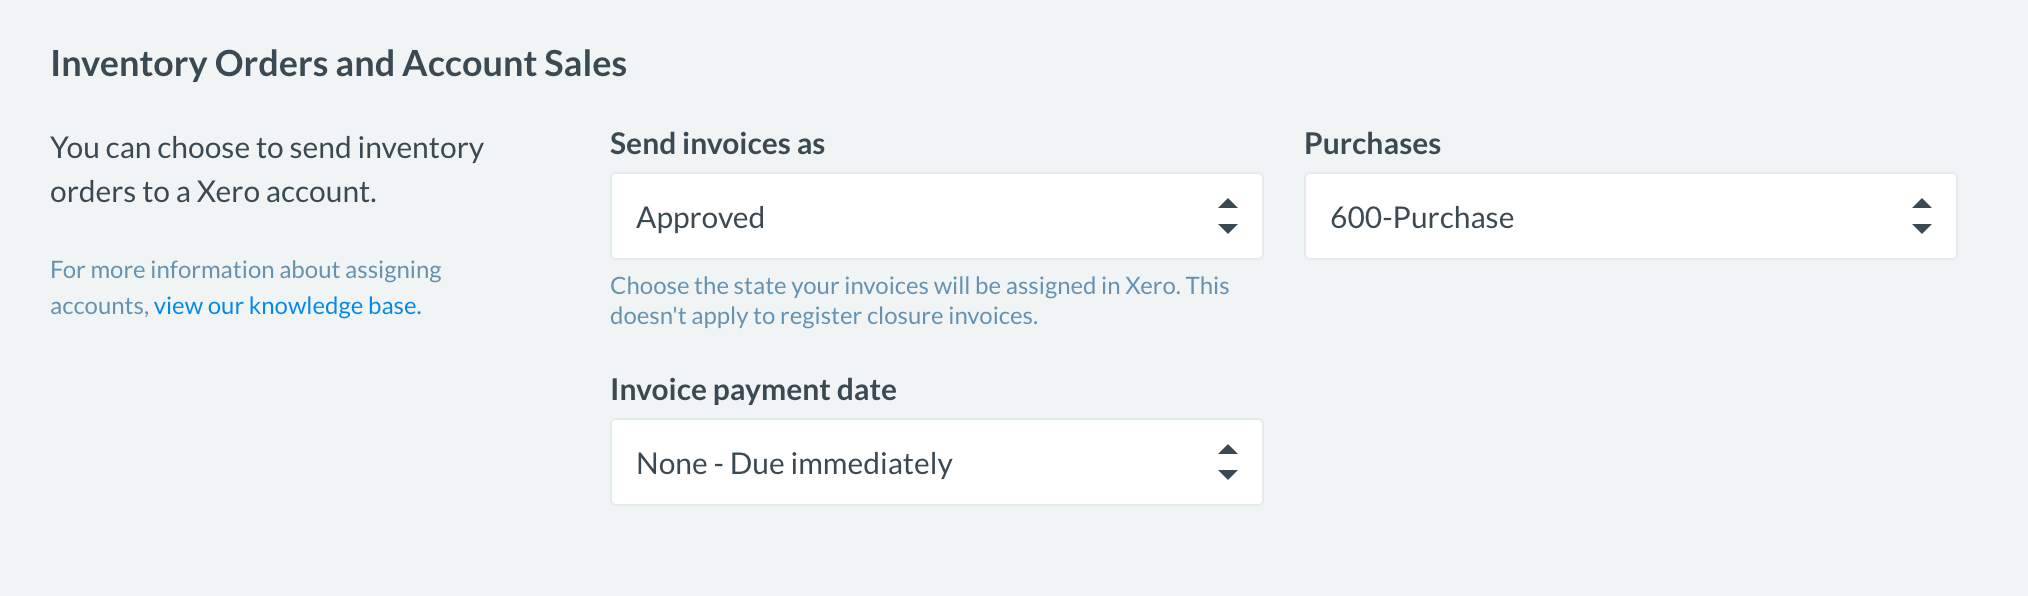 Inventory Orders and Account Sales
You can choose to send inventory
orders to a Xero account.
For more information about assigning
accounts, view our knowledge base.
Send invoices as
Approved
Choose the state your invoices will be assigned in Xero. This
doesn't apply to register closure invoices.
Invoice payment date
None - Due immediately
Purchases
600-Purchase